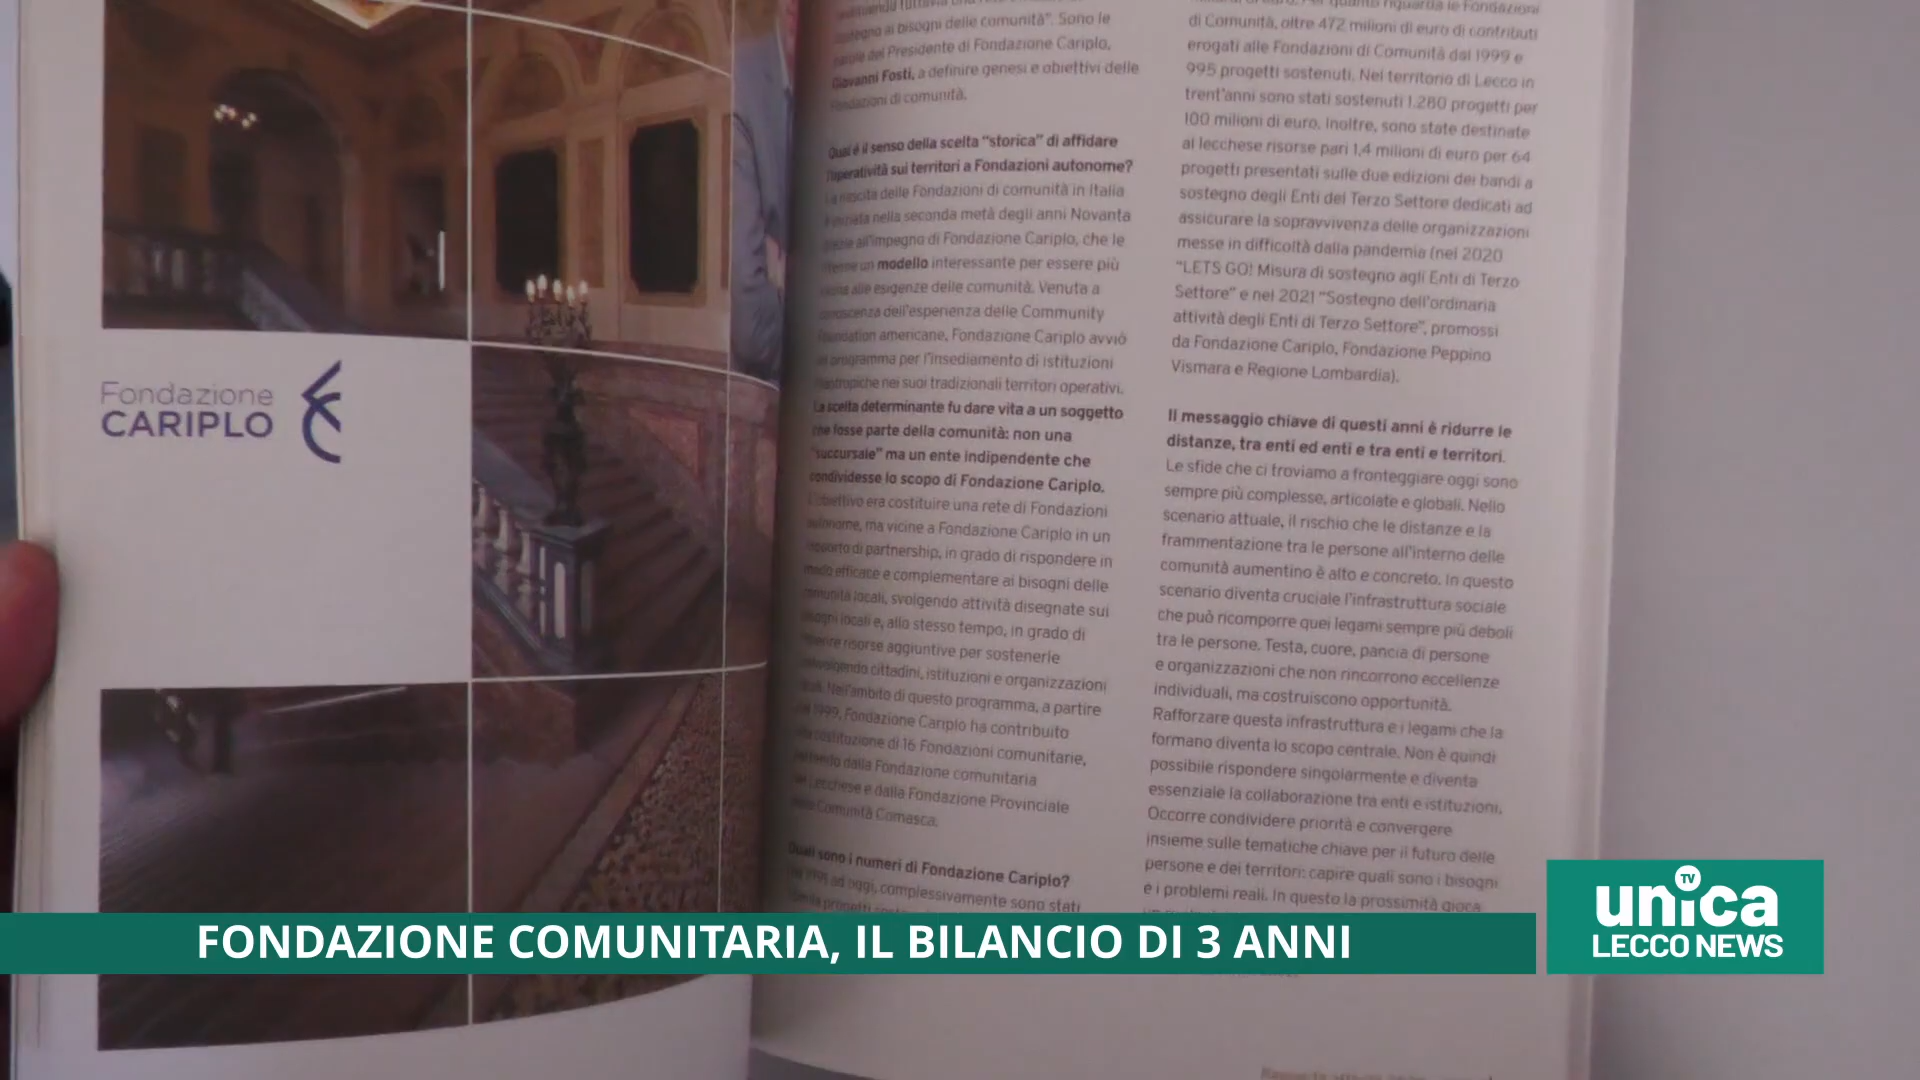 Fondazione
CARIPLO
ai bisogni delle comunità". Sono le
parole del Presidente di Fondazione Cariplo,
Giovanni Fosti, a definire genesi e obiettivi delle
Fondazioni di comunità.
Qual è il senso della scelta "storica" di affidare
l'operatività sui territori a Fondazioni autonome?
La nascita delle Fondazioni di comunità in Italia
è iniziata nella seconda metà degli anni Novanta
grazie all'impegno di Fondazione Cariplo, che le
un modello interessante per essere più
alle esigenze delle comunità. Venuta a
conoscenza dell'esperienza delle Community
Foundation americane, Fondazione Cariplo avviò
un programma per l'insediamento di istituzioni
filantropiche nei suoi tradizionali territori operativi.
La scelta determinante fu dare vita a un soggetto
che fosse parte della comunità: non una
"succursale" ma un ente indipendente che
condividesse lo scopo di Fondazione Cariplo.
L'obiettivo era costituire una rete di Fondazioni
autonome, ma vicine a Fondazione Cariplo in un
rapporto di partnership, in grado di rispondere in
modo efficace e complementare ai bisogni delle
comunità locali, svolgendo attività disegnate sui
bisogni locali e, allo stesso tempo, in grado di
risorse aggiuntive per sostenerle
coinvolgendo cittadini, istituzioni e organizzazioni
locali. Nell'ambito di questo programma, a partire
dal 1999, Fondazione Cariplo ha contribuito
alla costituzione di 16 Fondazioni comunitarie,
partendo dalla Fondazione comunitaria
del Lecchese e dalla Fondazione Provinciale
della Comunità Comasca.
Quali sono i numeri di Fondazione Cariplo?
ad oggi, complessivamente sono stati
riguarda le Fondazioni
di Comunità, oltre 472 milioni di euro di contributi
erogati alle Fondazioni di Comunità dal 1999 e
995 progetti sostenuti. Nel territorio di Lecco in
trent'anni sono stati sostenuti 1.280 progetti per
100 milioni di euro. Inoltre, sono state destinate
al lecchese risorse pari 1,4 milioni di euro per 64
progetti presentati sulle due edizioni dei bandi a
sostegno degli Enti del Terzo Settore dedicati ad
assicurare la sopravvivenza delle organizzazioni
messe in difficoltà dalla pandemia (nel 2020
"LETS GO! Misura di sostegno agli Enti di Terzo
Settore" e nel 2021 "Sostegno dell'ordinaria
attività degli Enti di Terzo Settore", promossi
da Fondazione Cariplo, Fondazione Peppino
Vismara e Regione Lombardia).
Il messaggio chiave di questi anni è ridurre le
distanze, tra enti ed enti e tra enti e territori.
Le sfide che ci troviamo a fronteggiare oggi sono
sempre più complesse, articolate e globali. Nello
scenario attuale, il rischio che le distanze e la
frammentazione tra le persone all'interno delle
comunità aumentino è alto e concreto. In questo
scenario diventa cruciale l'infrastruttura sociale
che può ricomporre quei legami sempre più deboli
tra le persone. Testa, cuore, pancia di persone
e organizzazioni che non rincorrono eccellenze
individuali, ma costruiscono opportunità.
Rafforzare questa infrastruttura e i legami che la
formano diventa lo scopo centrale. Non è quindi
possibile rispondere singolarmente e diventa
essenziale la collaborazione tra enti e istituzioni.
Occorre condividere priorità e convergere
insieme sulle tematiche chiave per il futuro delle
persone e dei territori: capire quali sono i bisogni
e i problemi reali. In questo la prossimità gioca
FONDAZIONE COMUNITARIA, IL BILANCIO DI 3 ANNI
TV
unica
LECCO NEWS